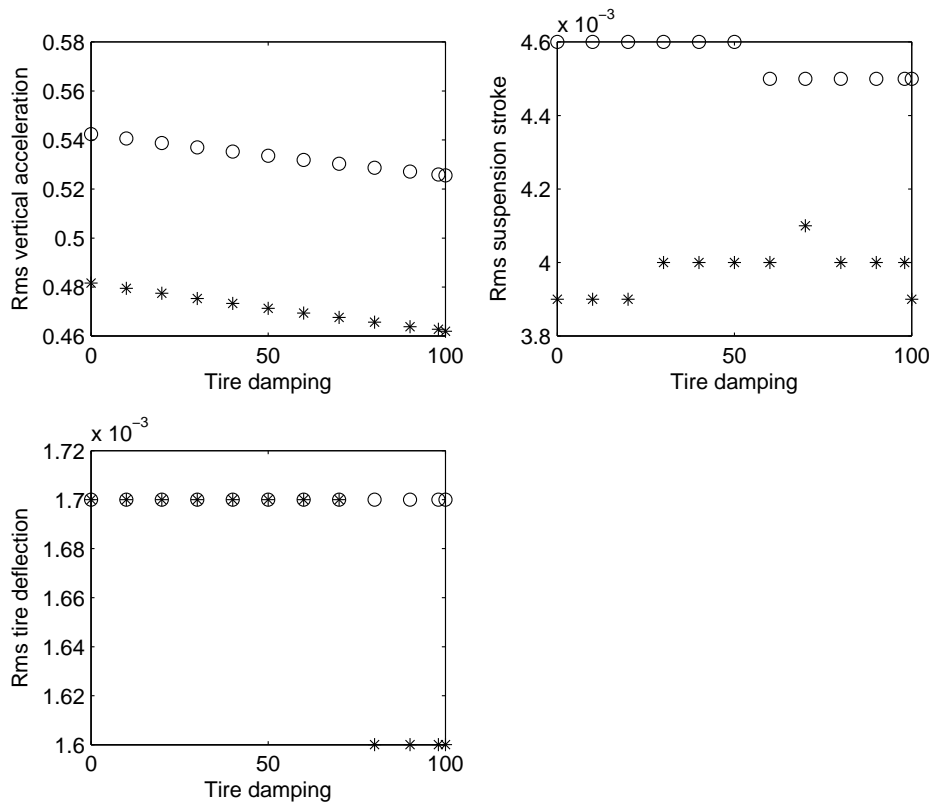 0.58
0.56
0.54
0.52
0.5
0.48
0.46
Rms vertical acceleration
0 50 100
Tire damping
x 10^-3
4.6
4.4
4.2
4
3.8
Rms suspension stroke
0 50 100
Tire damping
x 10^-3
1.72
1.7
1.68
1.66
1.64
1.62
1.6
Rms tire deflection
0 50 100
Tire damping